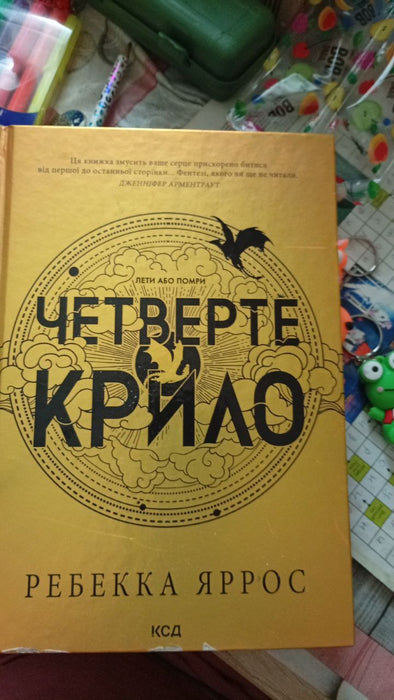 Ця книжка змусить ваше серце прискорено битися
від першої до останньої сторінки... Фентезі, якого ви ще не читали.
ДЖЕННІФЕР АРМЕНТРАУТ
ЛЕТИ АБО ПОМРИ
ЧЕТВЕРТЕ
КРИЛО
РЕБЕККА ЯРРОС
КСД